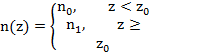 n(z) = { n₀,  z < z₀
n₁,  z ≥
z₀